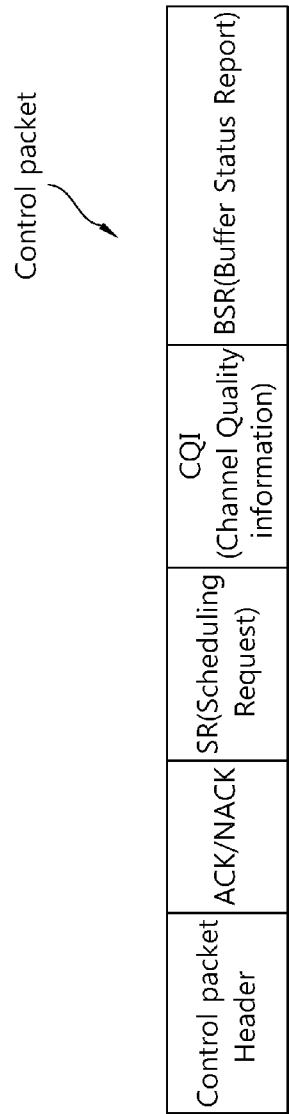 Control packet
Control packet
Header
ACK/NACK
SR(Scheduling
Request)
CQI
(Channel Quality
information)
BSR(Buffer Status Report)